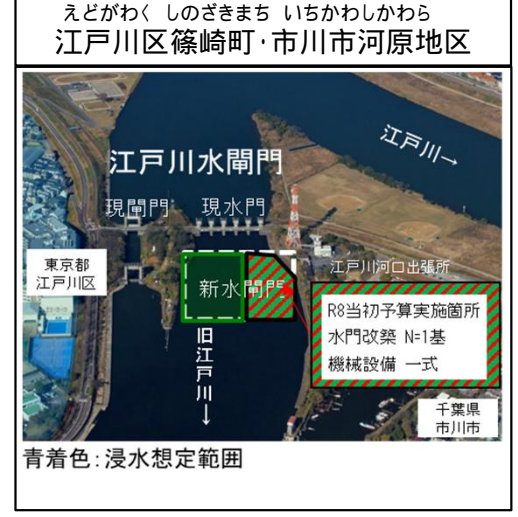 えどがわく しのざきまち いちかわしかわら
江戸川区篠崎町・市川市河原地区
江戸川→
江戸川水閘門
現閘門 現水門
東京都
江戸川区
江戸川河口出張所
新水閘門
R8当初予算実施箇所
水門改築 N=1基
機械設備 一式
旧江戸川→
千葉県
市川市
青着色:浸水想定範囲